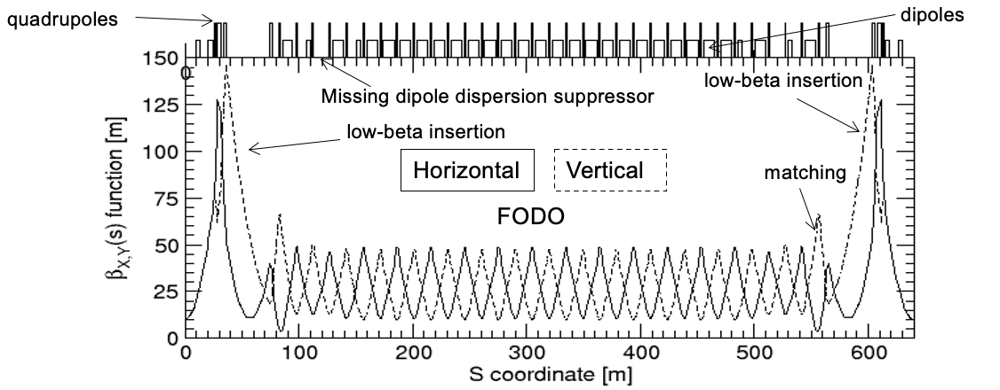 quadrupoles
dipoles
150
0
Missing dipole dispersion suppressor
low-beta insertion
125
low-beta insertion
100
Horizontal
Vertical
matching
75
FODO
50
25
0
βX,Y(s) function [m]
0 100 200 300 400 500 600
S coordinate [m]